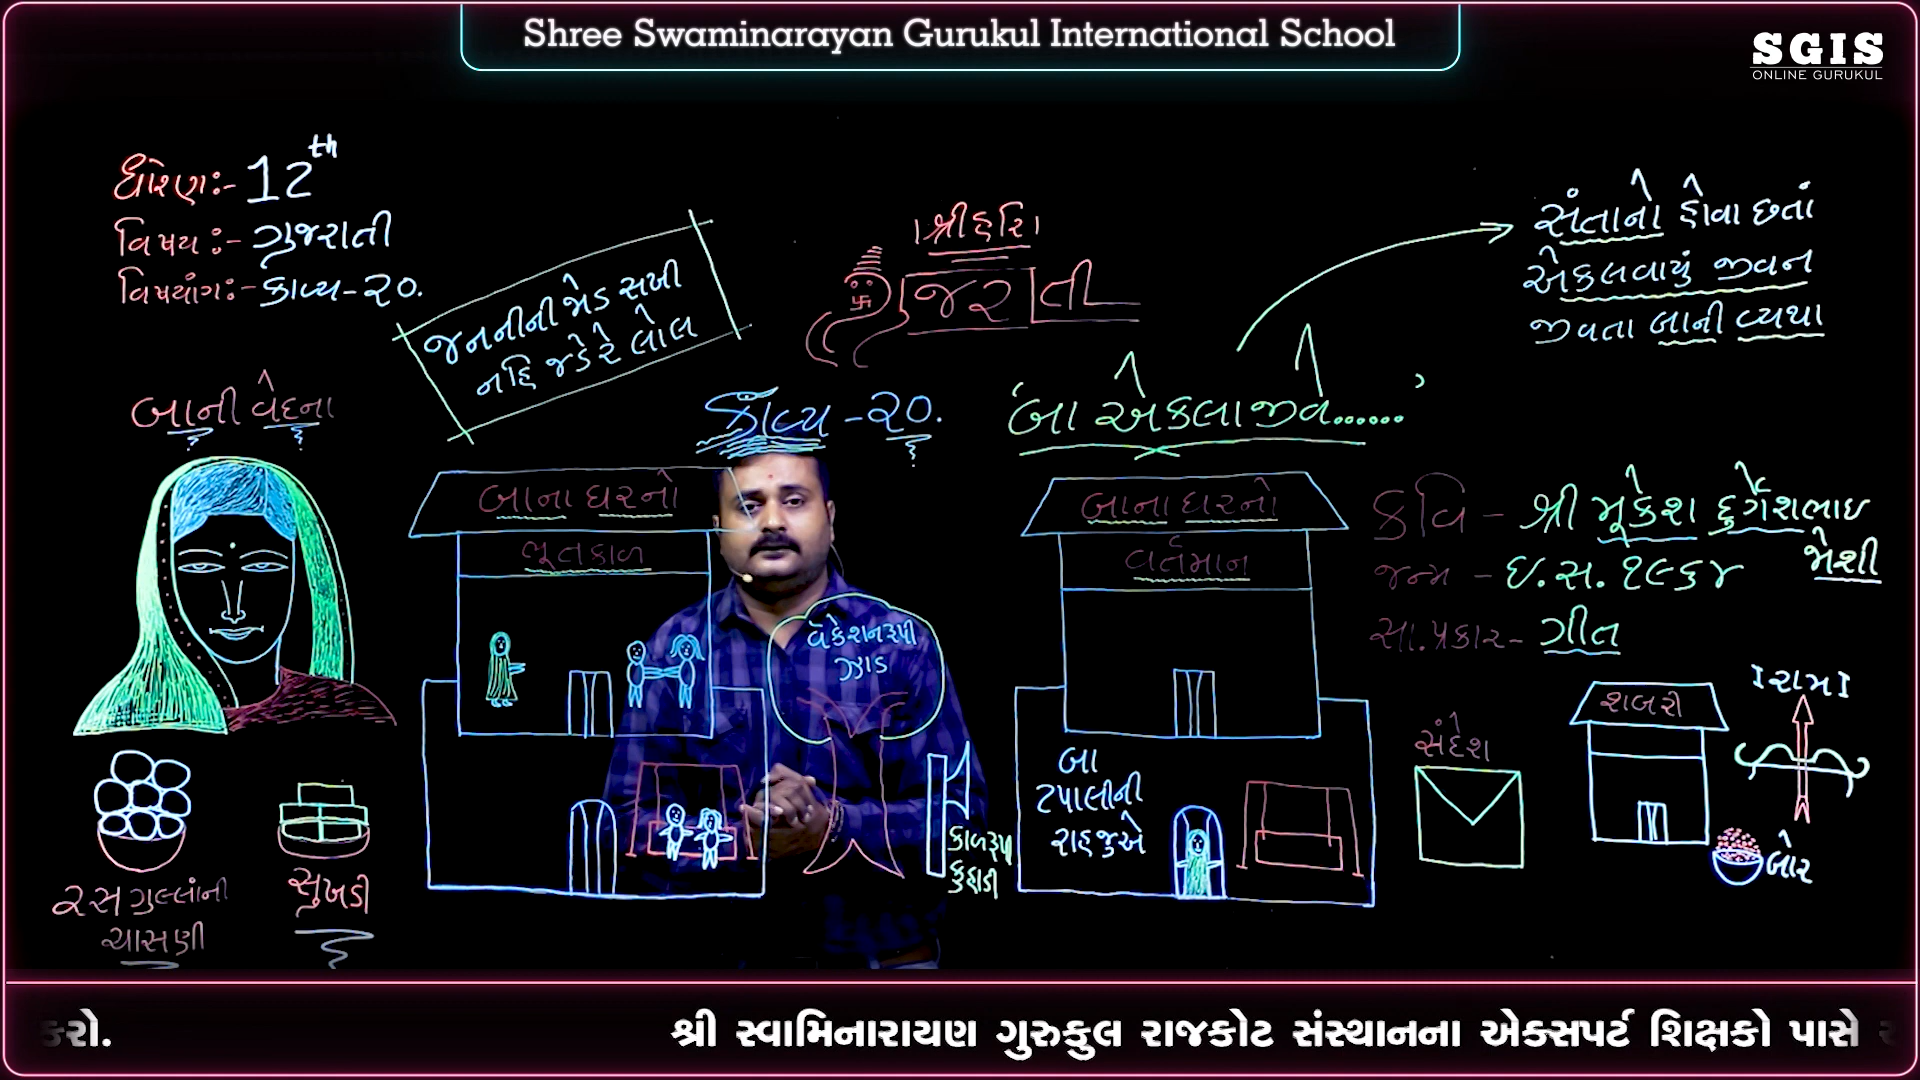 Shree Swaminarayan Gurukul International School
SGIS
ONLINE GURUKUL
ધોરણઃ- 12th
વિષયઃ- ગુજરાતી
વિષયાંગઃ- કાવ્ય-૨૦.
જનનીની જોડ સખી
નહિ જડે રે લોલ
।શ્રીહરિ।
જરાતી
સંતાનો હોવા છતાં
એકલવાયું જીવન
જીવતા બાની વ્યથા
કાવ્ય-૨૦.
‘બા એકલા જીવે......’
બાની વેદના
બાના ઘરનો
ભૂતકાળ
વૅકેશનરૂપી
ઝાડ
કાળરૂપી
કુહાડી
બાના ઘરનો
વર્તમાન
બા
ટપાલીની
રાહ જુએ
કવિ - શ્રી મૂકેશ દુર્ગેશભાઇ
જોશી
જન્મ - ઇ.સ. ૧૯૬૪
સા.પ્રકાર- ગીત
સંદેશ
શબરી
।રામ।
બોર
રસગુલ્લાંની
ચાસણી
સુખડી
કરો.
શ્રી સ્વામિનારાયણ ગુરુકુલ રાજકોટ સંસ્થાનના એક્સપર્ટ શિક્ષકો પાસે